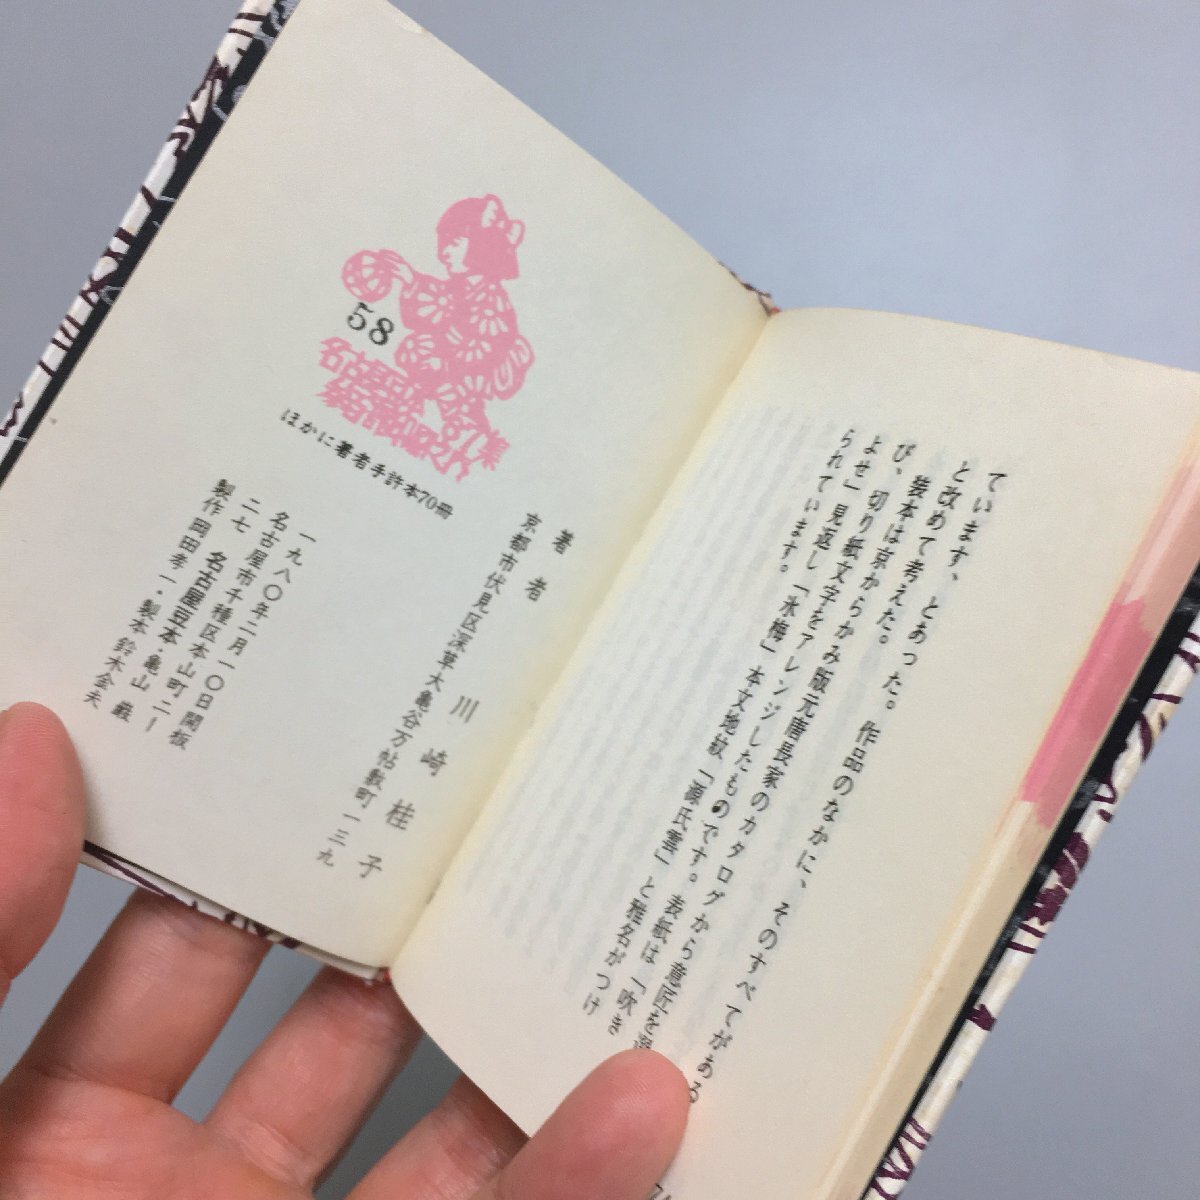 ています、とあった。作品のなかに、そのすべてがある
と改めて考えた。
装本は京からかみ版元唐長家のカタログから意匠を
び、切り紙文字をアレンジしたものです。表紙は「吹き
よせ」見返し「氷梅」本文地紋「源氏雲」と雅名がつけ
られています。
58
名古屋
ほかに著者手許本70冊
著者 川崎桂子
京都市伏見区深草大亀谷万帖敷町一三九
一九八〇年二月一〇日開板
名古屋市千種区本山町二ー
二七 名古屋豆本・亀山巌
製作 岡田孝一・製本 鈴木金夫